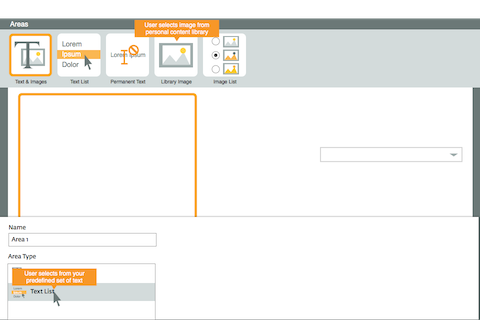 Areas
User selects image from
personal content library
Lorem
Ipsum
Dolor
Lorem Ipsum
Text & Images
Text List
Permanent Text
Library Image
Image List
Name
Area 1
Area Type
User selects from your
predefined set of text
Text List